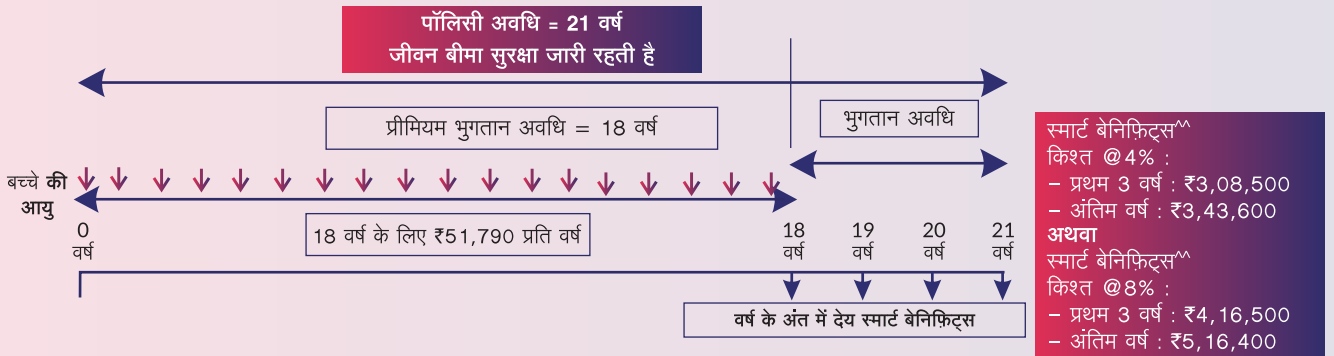 पॉलिसी अवधि = 21 वर्ष
जीवन बीमा सुरक्षा जारी रहती है
प्रीमियम भुगतान अवधि = 18 वर्ष
भुगतान अवधि
बच्चे की
आयु
0
वर्ष
18 वर्ष के लिए ₹51,790 प्रति वर्ष
18
वर्ष
19
वर्ष
20
वर्ष
21
वर्ष
वर्ष के अंत में देय स्मार्ट बेनिफ़िट्स
स्मार्ट बेनिफ़िट्स^^
किश्त @4% :
– प्रथम 3 वर्ष : ₹3,08,500
– अंतिम वर्ष : ₹3,43,600
अथवा
स्मार्ट बेनिफ़िट्स^^
किश्त @8% :
– प्रथम 3 वर्ष : ₹4,16,500
– अंतिम वर्ष : ₹5,16,400